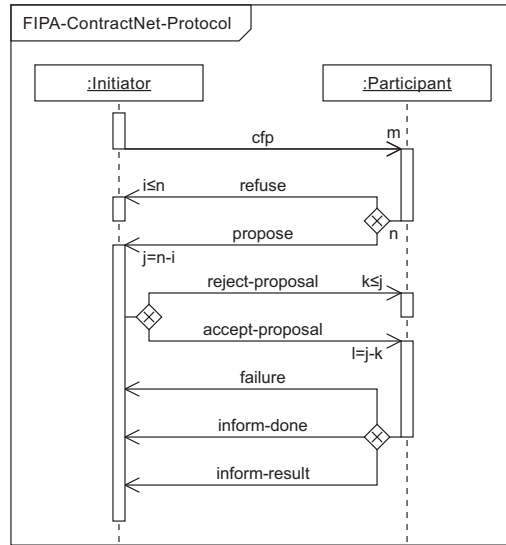 FIPA-ContractNet-Protocol
:Initiator
:Participant
cfp
m
i≤n
refuse
n
propose
j=n-i
reject-proposal
k≤j
accept-proposal
l=j-k
failure
inform-done
inform-result